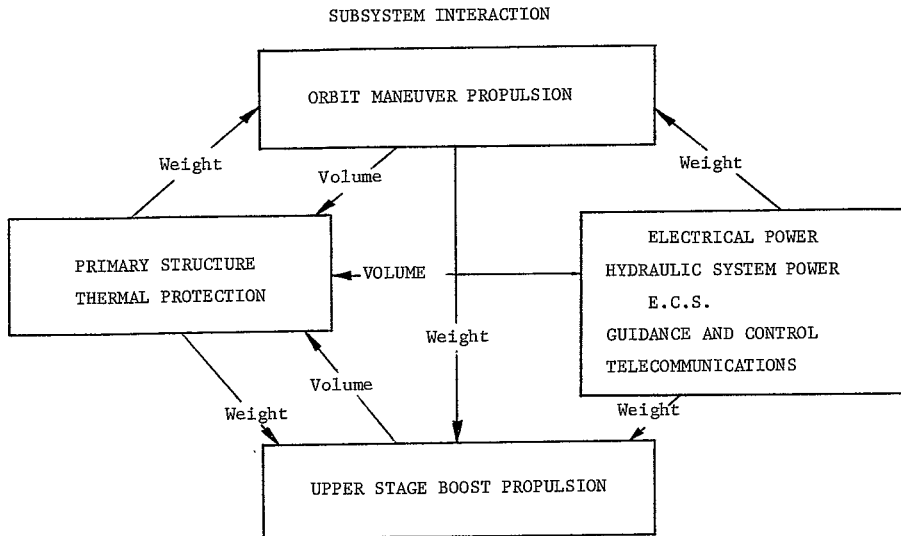 SUBSYSTEM INTERACTION
ORBIT MANEUVER PROPULSION
Weight
Volume
Weight
PRIMARY STRUCTURE
THERMAL PROTECTION
VOLUME
ELECTRICAL POWER
HYDRAULIC SYSTEM POWER
E.C.S.
GUIDANCE AND CONTROL
TELECOMMUNICATIONS
Weight
Volume
Weight
Weight
UPPER STAGE BOOST PROPULSION